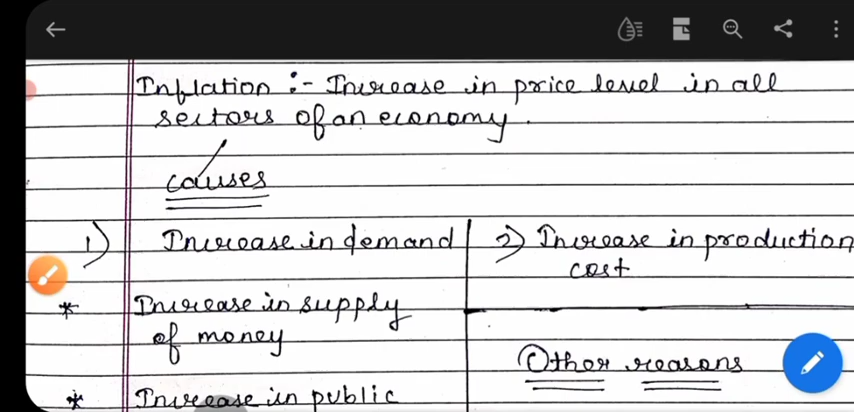 Inflation :- Increase in price level in all
sectors of an economy.
causes
1) Increase in demand
* Increase in supply
of money
* Increase in public
2) Increase in production
cost
Other reasons